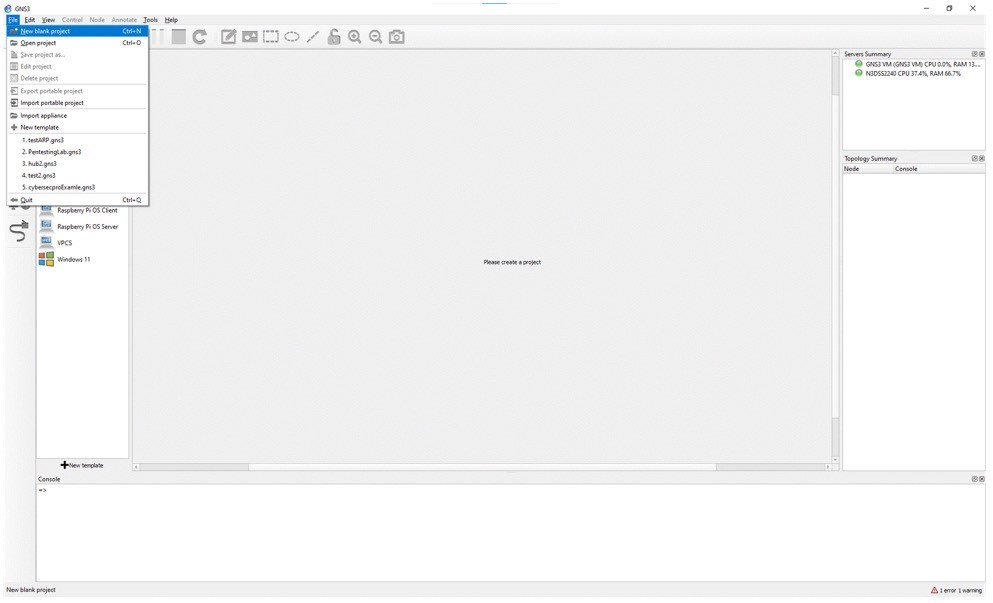 GNS3
File Edit View Control Node Annotate Tools Help
New blank project Ctrl+N
Open project Ctrl+O
Save project as...
Edit project
Delete project
Export portable project
Import portable project
Import appliance
New template
1. testARP.gns3
2. PentestingLab.gns3
3. hub2.gns3
4. test2.gns3
5. cybersecproExamle.gns3
Quit Ctrl+Q
Raspberry Pi OS Client
Raspberry Pi OS Server
VPCS
Windows 11
New template
Please create a project
Servers Summary
GNS3 VM (GNS3 VM) CPU 0.0%, RAM 13....
N3DSS2240 CPU 37.4%, RAM 66.7%
Topology Summary
Node Console
Console
=>
New blank project
1 error 1 warning